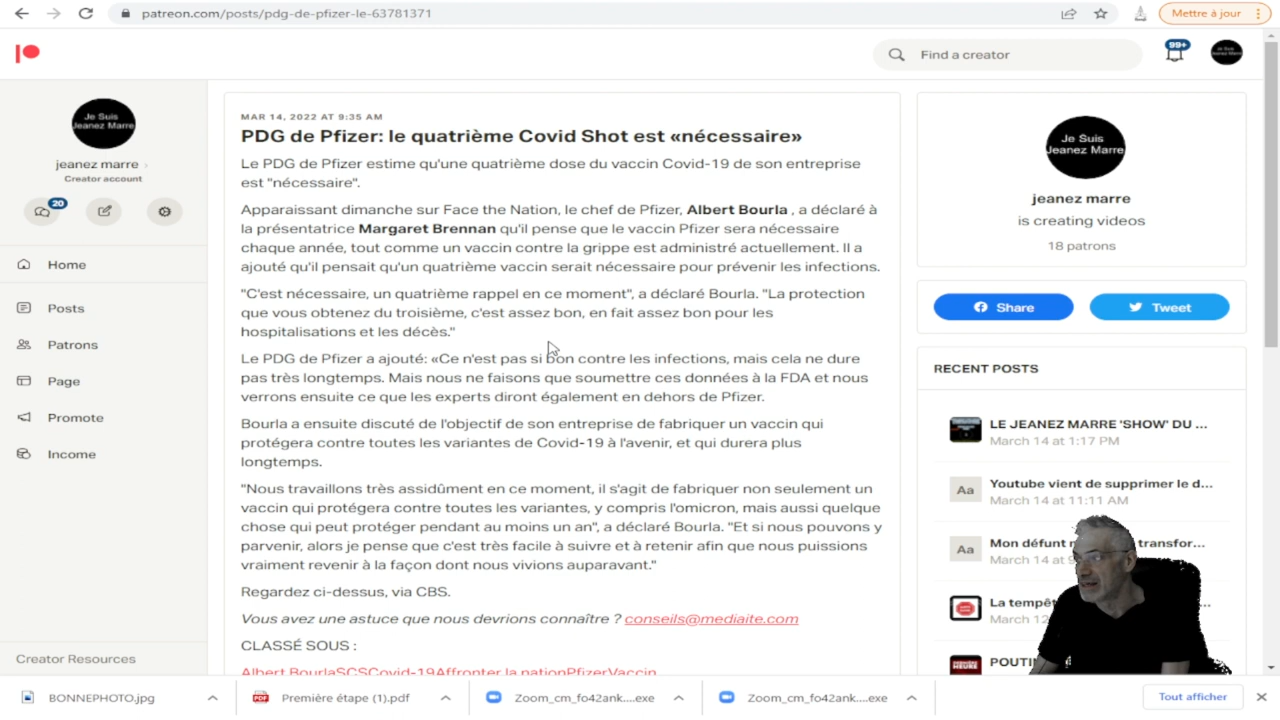 patreon.com/posts/pdg-de-pfizer-le-63781371
Mettre à jour
Find a creator
99+
Je Suis
Jeanez Marre
jeanez marre
Creator account
20
Home
Posts
Patrons
Page
Promote
Income
Creator Resources
MAR 14, 2022 AT 9:35 AM
PDG de Pfizer: le quatrième Covid Shot est «nécessaire»
Le PDG de Pfizer estime qu'une quatrième dose du vaccin Covid-19 de son entreprise
est "nécessaire".
Apparaissant dimanche sur Face the Nation, le chef de Pfizer, Albert Bourla , a déclaré à
la présentatrice Margaret Brennan qu'il pense que le vaccin Pfizer sera nécessaire
chaque année, tout comme un vaccin contre la grippe est administré actuellement. Il a
ajouté qu'il pensait qu'un quatrième vaccin serait nécessaire pour prévenir les infections.
"C'est nécessaire, un quatrième rappel en ce moment", a déclaré Bourla. "La protection
que vous obtenez du troisième, c'est assez bon, en fait assez bon pour les
hospitalisations et les décès."
Le PDG de Pfizer a ajouté: «Ce n'est pas si bon contre les infections, mais cela ne dure
pas très longtemps. Mais nous ne faisons que soumettre ces données à la FDA et nous
verrons ensuite ce que les experts diront également en dehors de Pfizer.
Bourla a ensuite discuté de l'objectif de son entreprise de fabriquer un vaccin qui
protégera contre toutes les variantes de Covid-19 à l'avenir, et qui durera plus
longtemps.
"Nous travaillons très assidûment en ce moment, il s'agit de fabriquer non seulement un
vaccin qui protégera contre toutes les variantes, y compris l'omicron, mais aussi quelque
chose qui peut protéger pendant au moins un an", a déclaré Bourla. "Et si nous pouvons y
parvenir, alors je pense que c'est très facile à suivre et à retenir afin que nous puissions
vraiment revenir à la façon dont nous vivions auparavant."
Regardez ci-dessus, via CBS.
Vous avez une astuce que nous devrions connaître ? conseils@mediaite.com
CLASSÉ SOUS :
Albert BourlaSCSCovid-19Affronter la nationPfizerVaccin
Je Suis
Jeanez Marre
jeanez marre
is creating videos
18 patrons
Share
Tweet
RECENT POSTS
LE JEANEZ MARRE 'SHOW' DU ...
March 14 at 1:17 PM
Aa
Youtube vient de supprimer le d...
March 14 at 11:11 AM
Aa
Mon défunt transfor...
March 14 at
La tempêt ...
March 12
POUTI
BONNEPHOTO.jpg
PDF
Première étape (1).pdf
Zoom_cm_fo42ank....exe
Zoom_cm_fo42ank....exe
Tout afficher